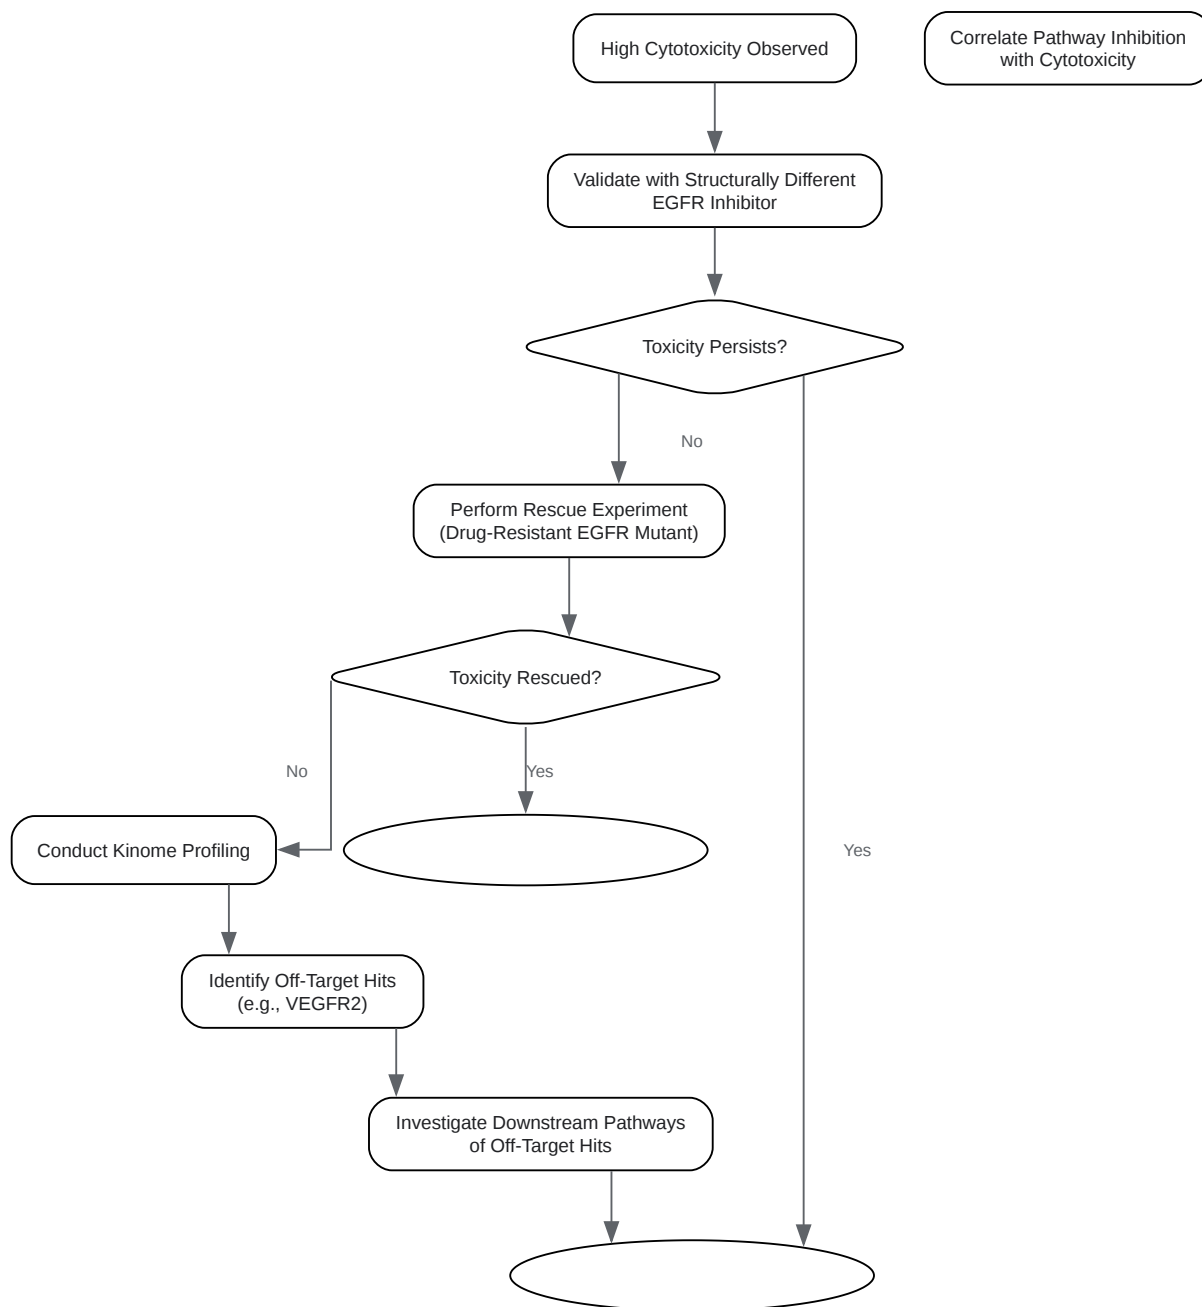 High Cytotoxicity Observed
Correlate Pathway Inhibition
with Cytotoxicity
Validate with Structurally Different
EGFR Inhibitor
Toxicity Persists?
No
Perform Rescue Experiment
(Drug-Resistant EGFR Mutant)
Toxicity Rescued?
No
Yes
Conduct Kinome Profiling
Yes
Identify Off-Target Hits
(e.g., VEGFR2)
Investigate Downstream Pathways
of Off-Target Hits